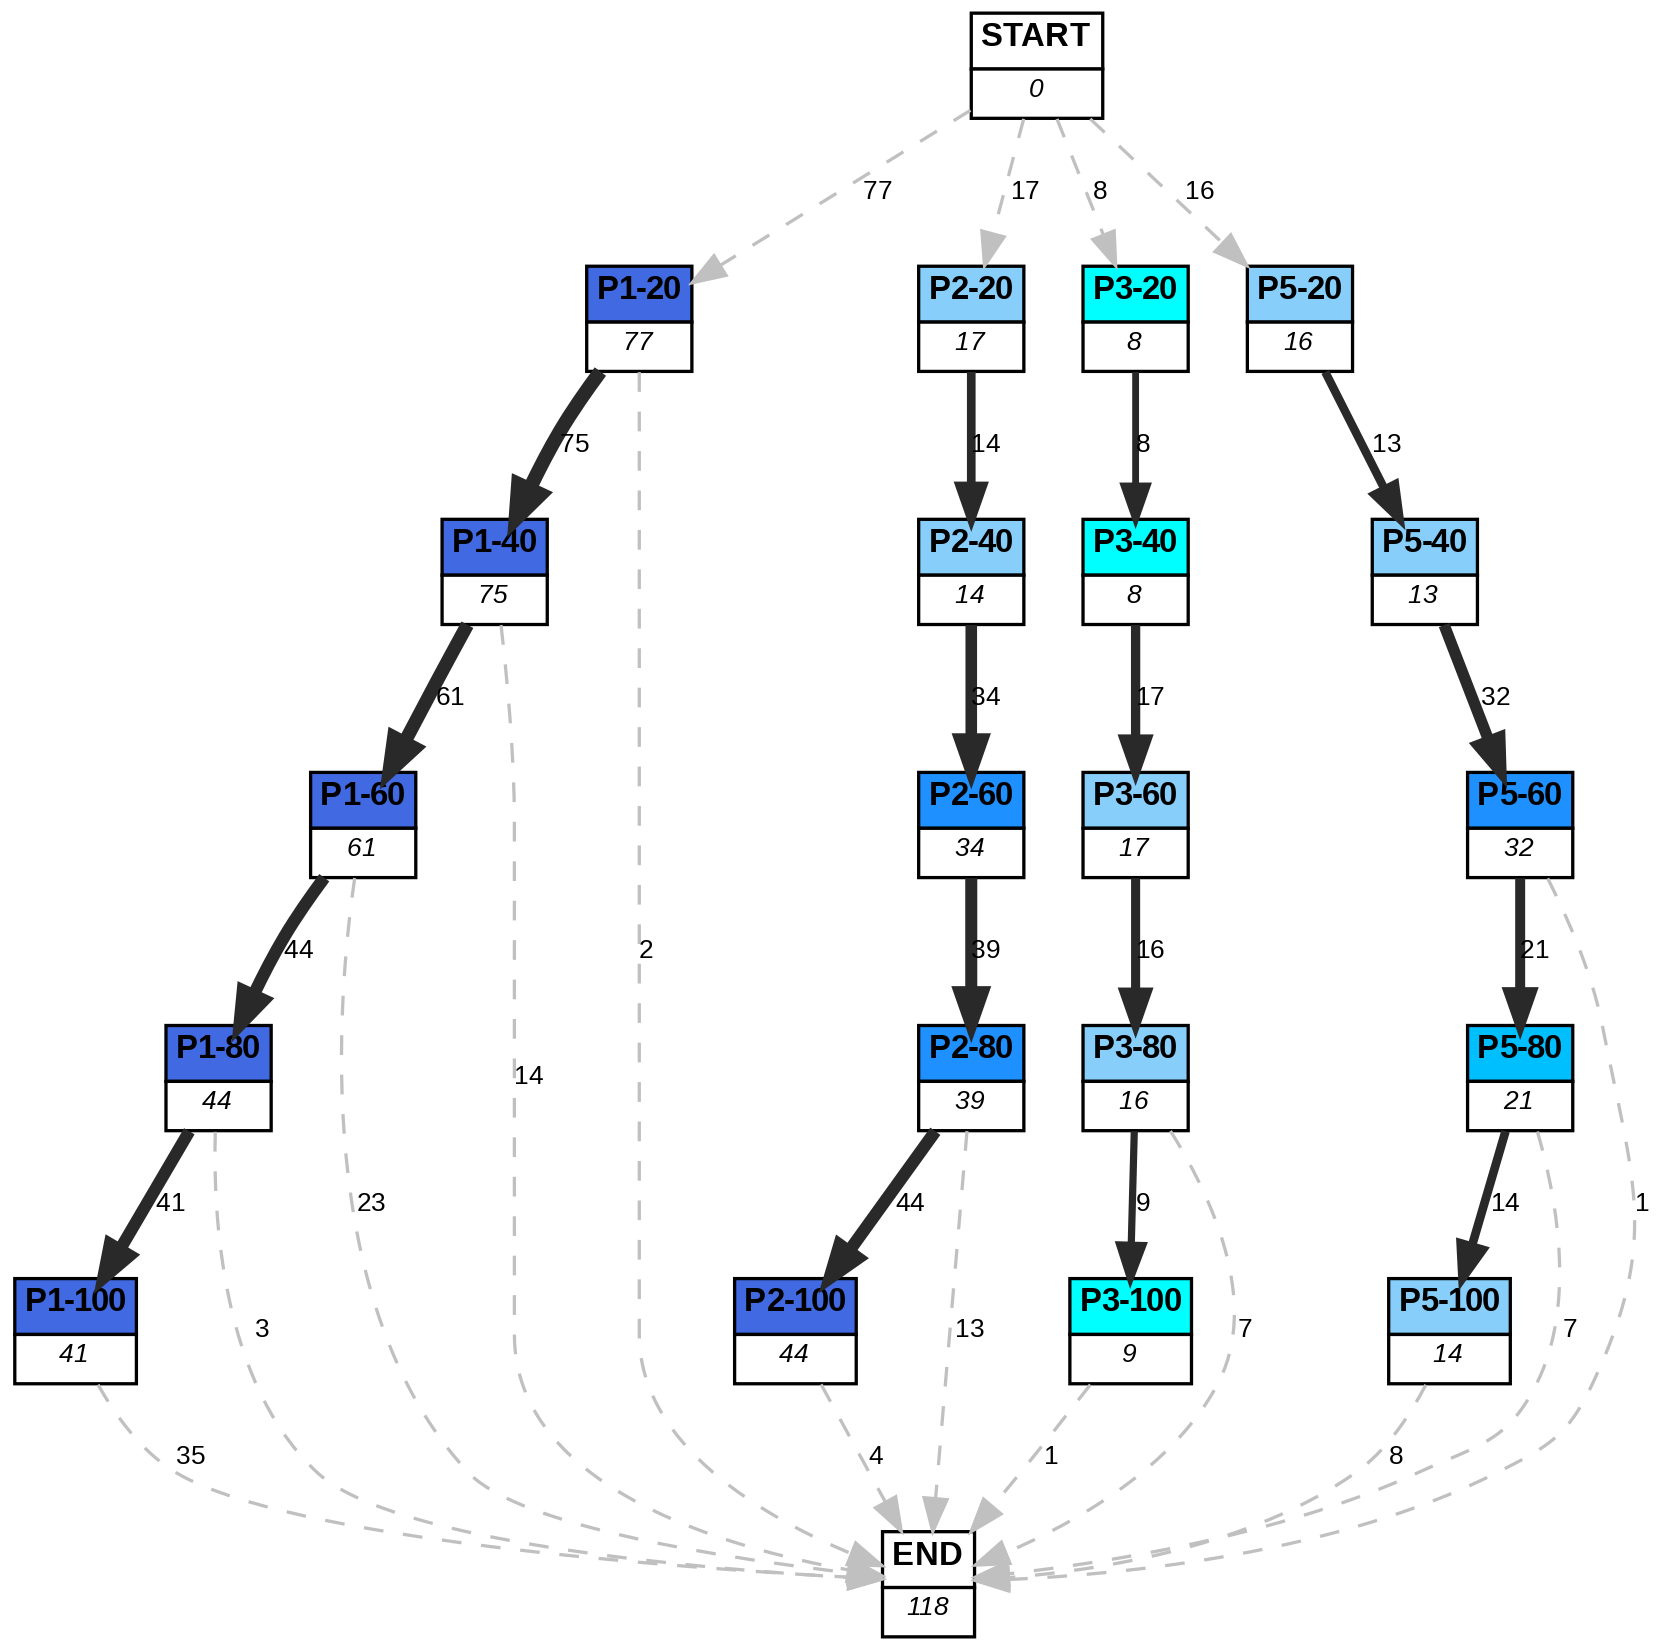 START
0
77
17
8
16
P1-20
77
P2-20
17
P3-20
8
P5-20
16
75
14
8
13
P1-40
75
P2-40
14
P3-40
8
P5-40
13
61
34
17
32
P1-60
61
P2-60
34
P3-60
17
P5-60
32
44
2
39
16
21
P1-80
44
14
P2-80
39
P3-80
16
P5-80
21
41
23
44
9
14
1
P1-100
41
3
P2-100
44
13
P3-100
9
7
P5-100
14
7
35
4
1
8
END
118